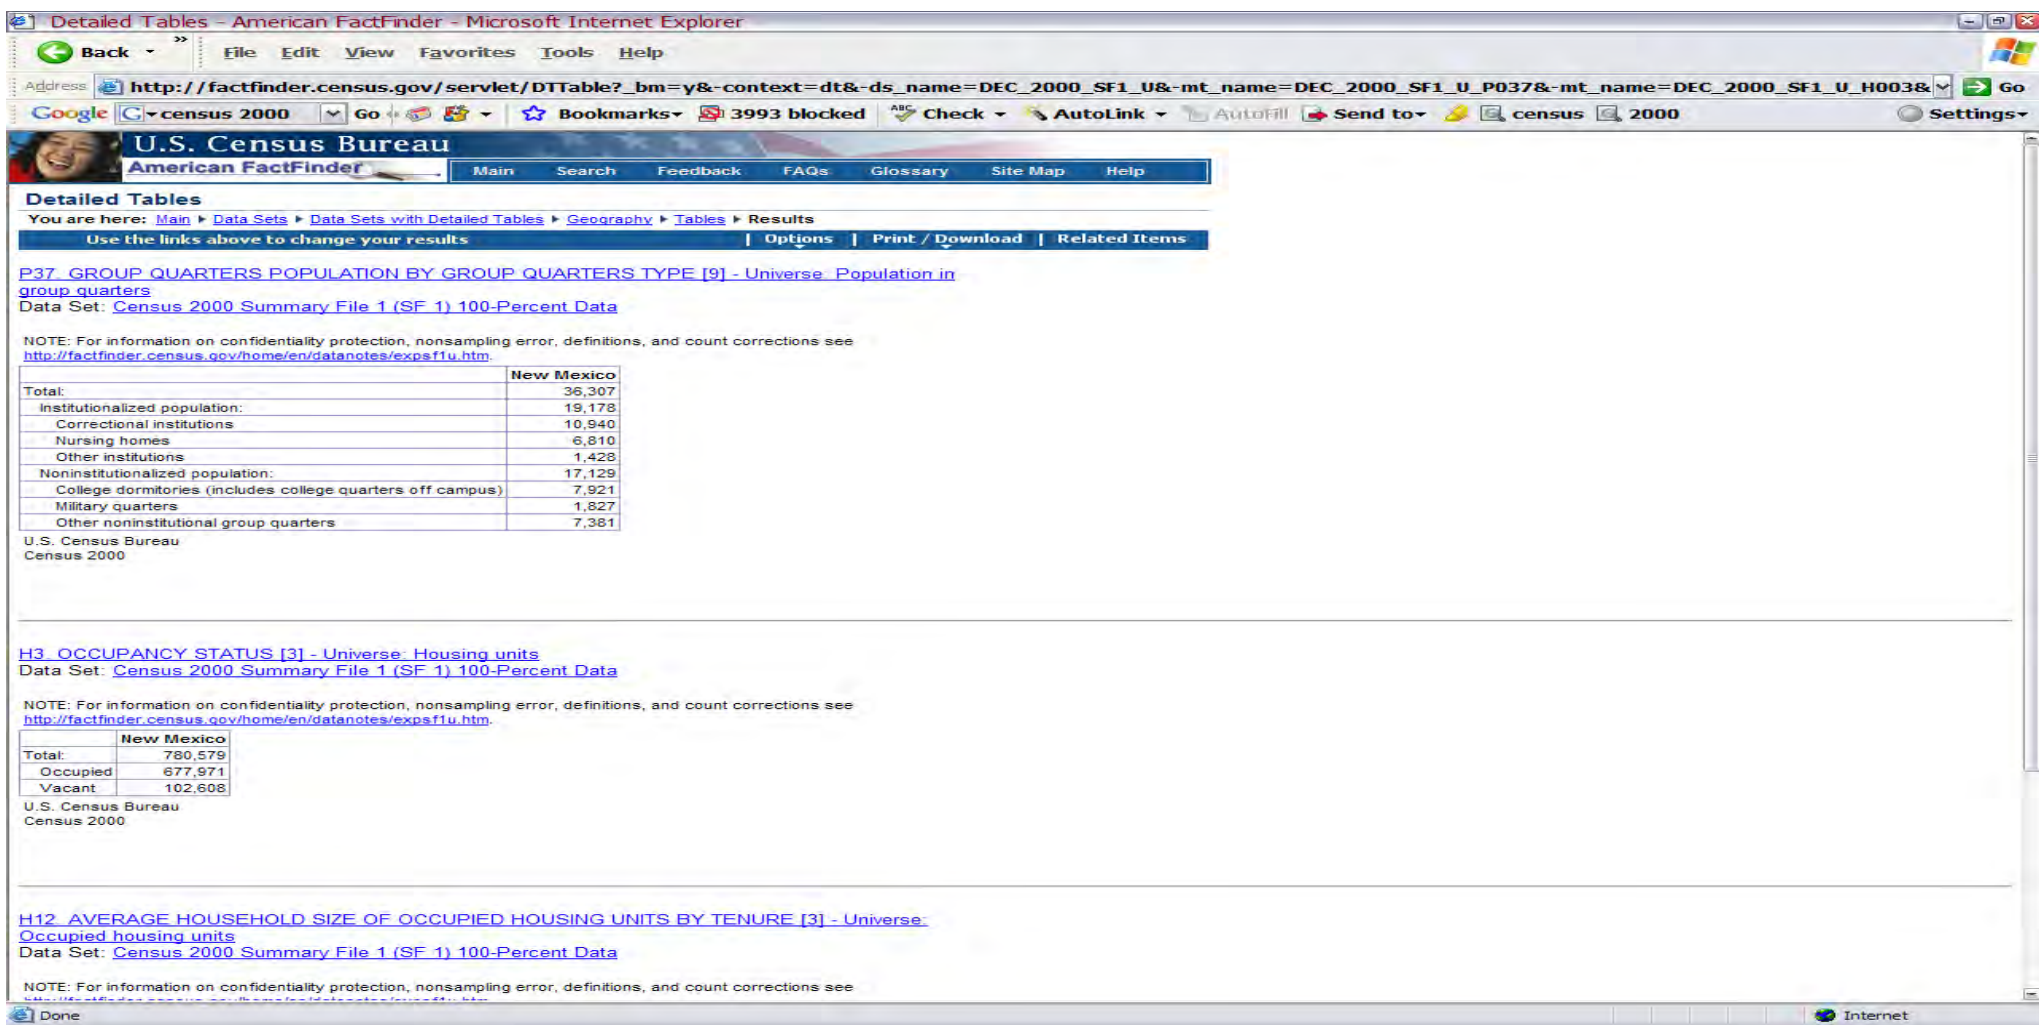 Detailed Tables - American FactFinder - Microsoft Internet Explorer
Back » File Edit View Favorites Tools Help
Address http://factfinder.census.gov/servlet/DTTable?_bm=y&-context=dt&-ds_name=DEC_2000_SF1_U&-mt_name=DEC_2000_SF1_U_P037&-mt_name=DEC_2000_SF1_U_H003& Go
Google G census 2000 Go Bookmarks 3993 blocked ABC Check AutoLink AutoFill Send to census 2000 Settings
U.S. Census Bureau
American FactFinder Main Search Feedback FAQs Glossary Site Map Help
Detailed Tables
You are here: Main Data Sets Data Sets with Detailed Tables Geography Tables Results
Use the links above to change your results | Options | Print / Download | Related Items
P37. GROUP QUARTERS POPULATION BY GROUP QUARTERS TYPE [9] - Universe: Population in
group quarters
Data Set: Census 2000 Summary File 1 (SF 1) 100-Percent Data
NOTE: For information on confidentiality protection, nonsampling error, definitions, and count corrections see
http://factfinder.census.gov/home/en/datanotes/expsf1u.htm.
New Mexico
Total: 36,307
Institutionalized population: 19,178
Correctional institutions 10,940
Nursing homes 6,810
Other institutions 1,428
Noninstitutionalized population: 17,129
College dormitories (includes college quarters off campus) 7,921
Military quarters 1,827
Other noninstitutional group quarters 7,381
U.S. Census Bureau
Census 2000
H3. OCCUPANCY STATUS [3] - Universe: Housing units
Data Set: Census 2000 Summary File 1 (SF 1) 100-Percent Data
NOTE: For information on confidentiality protection, nonsampling error, definitions, and count corrections see
http://factfinder.census.gov/home/en/datanotes/expsf1u.htm.
New Mexico
Total: 780,579
Occupied 677,971
Vacant 102,608
U.S. Census Bureau
Census 2000
H12. AVERAGE HOUSEHOLD SIZE OF OCCUPIED HOUSING UNITS BY TENURE [3] - Universe:
Occupied housing units
Data Set: Census 2000 Summary File 1 (SF 1) 100-Percent Data
NOTE: For information on confidentiality protection, nonsampling error, definitions, and count corrections see
Done Internet